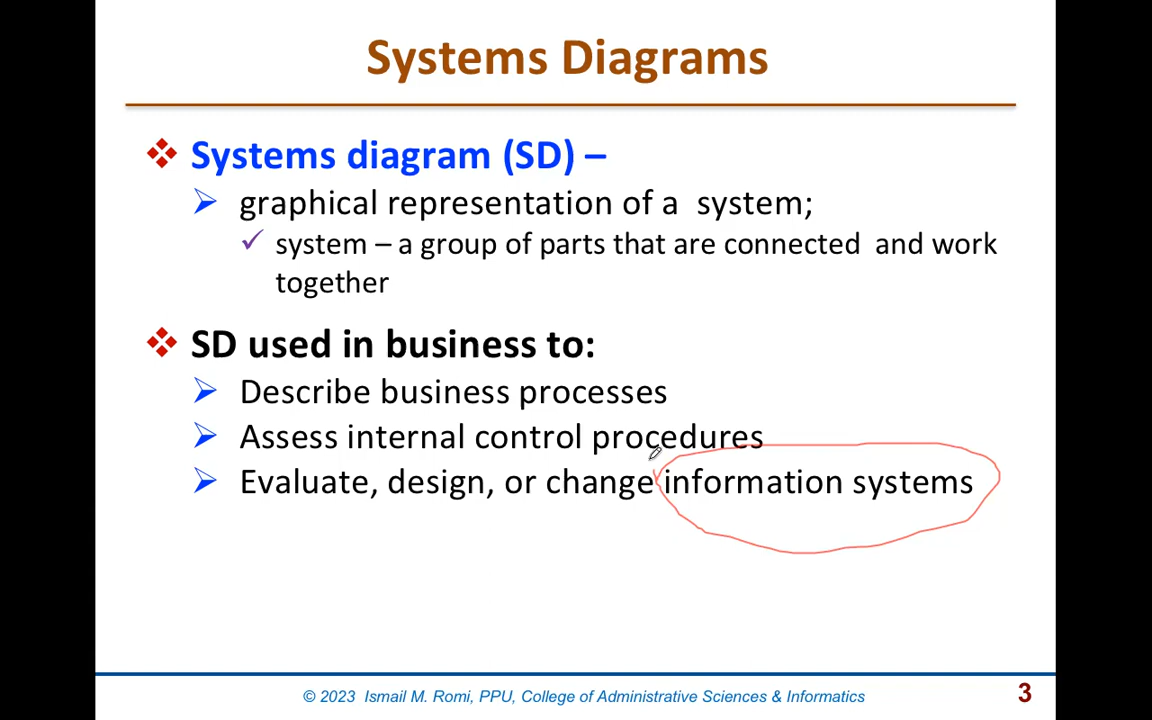 Systems Diagrams
Systems diagram (SD) –
graphical representation of a system;
system – a group of parts that are connected and work
together
SD used in business to:
Describe business processes
Assess internal control procedures
Evaluate, design, or change information systems
© 2023 Ismail M. Romi, PPU, College of Administrative Sciences & Informatics
3